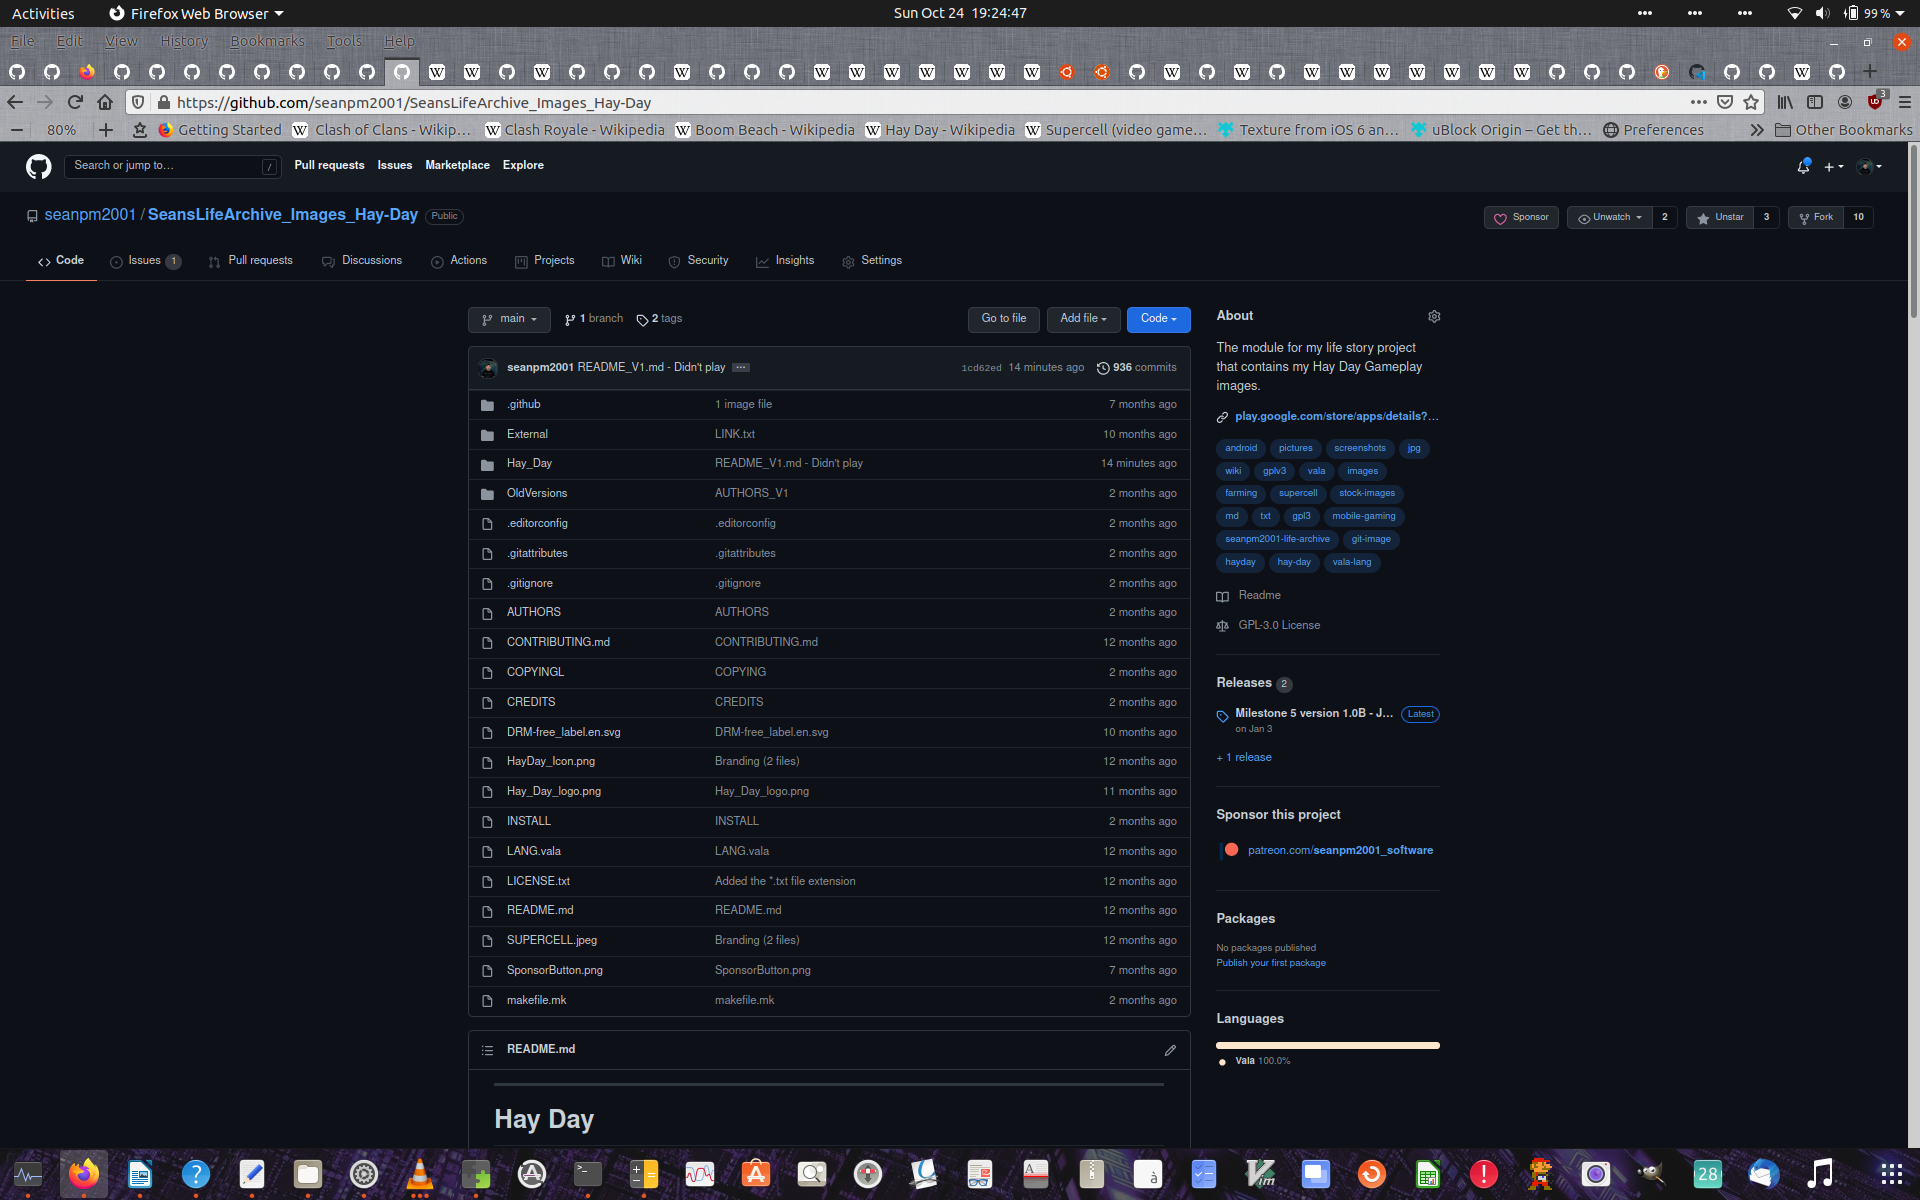 Activities Firefox Web Browser Sun Oct 24 19:24:47 99 %
File Edit View History Bookmarks Tools Help
https://github.com/seanpm2001/SeansLifeArchive_Images_Hay-Day 3
80% Getting Started Clash of Clans - Wikip… Clash Royale - Wikipedia Boom Beach - Wikipedia Hay Day - Wikipedia Supercell (video game… Texture from iOS 6 an… uBlock Origin – Get th… Preferences Other Bookmarks
Search or jump to… / Pull requests Issues Marketplace Explore
seanpm2001 / SeansLifeArchive_Images_Hay-Day Public Sponsor Unwatch 2 Unstar 3 Fork 10
Code Issues 1 Pull requests Discussions Actions Projects Wiki Security Insights Settings
main 1 branch 2 tags Go to file Add file Code
seanpm2001 README_V1.md - Didn't play ... 1cd62ed 14 minutes ago 936 commits
.github 1 image file 7 months ago
External LINK.txt 10 months ago
Hay_Day README_V1.md - Didn't play 14 minutes ago
OldVersions AUTHORS_V1 2 months ago
.editorconfig .editorconfig 2 months ago
.gitattributes .gitattributes 2 months ago
.gitignore .gitignore 2 months ago
AUTHORS AUTHORS 2 months ago
CONTRIBUTING.md CONTRIBUTING.md 12 months ago
COPYINGL COPYING 2 months ago
CREDITS CREDITS 2 months ago
DRM-free_label.en.svg DRM-free_label.en.svg 10 months ago
HayDay_Icon.png Branding (2 files) 12 months ago
Hay_Day_logo.png Hay_Day_logo.png 11 months ago
INSTALL INSTALL 2 months ago
LANG.vala LANG.vala 12 months ago
LICENSE.txt Added the *.txt file extension 12 months ago
README.md README.md 12 months ago
SUPERCELL.jpeg Branding (2 files) 12 months ago
SponsorButton.png SponsorButton.png 7 months ago
makefile.mk makefile.mk 2 months ago
README.md
Hay Day
About
The module for my life story project
that contains my Hay Day Gameplay
images.
play.google.com/store/apps/details?…
android pictures screenshots jpg
wiki gplv3 vala images
farming supercell stock-images
md txt gpl3 mobile-gaming
seanpm2001-life-archive git-image
hayday hay-day vala-lang
Readme
GPL-3.0 License
Releases 2
Milestone 5 version 1.0B - J… Latest
on Jan 3
+ 1 release
Sponsor this project
patreon.com/seanpm2001_software
Packages
No packages published
Publish your first package
Languages
Vala 100.0%
28